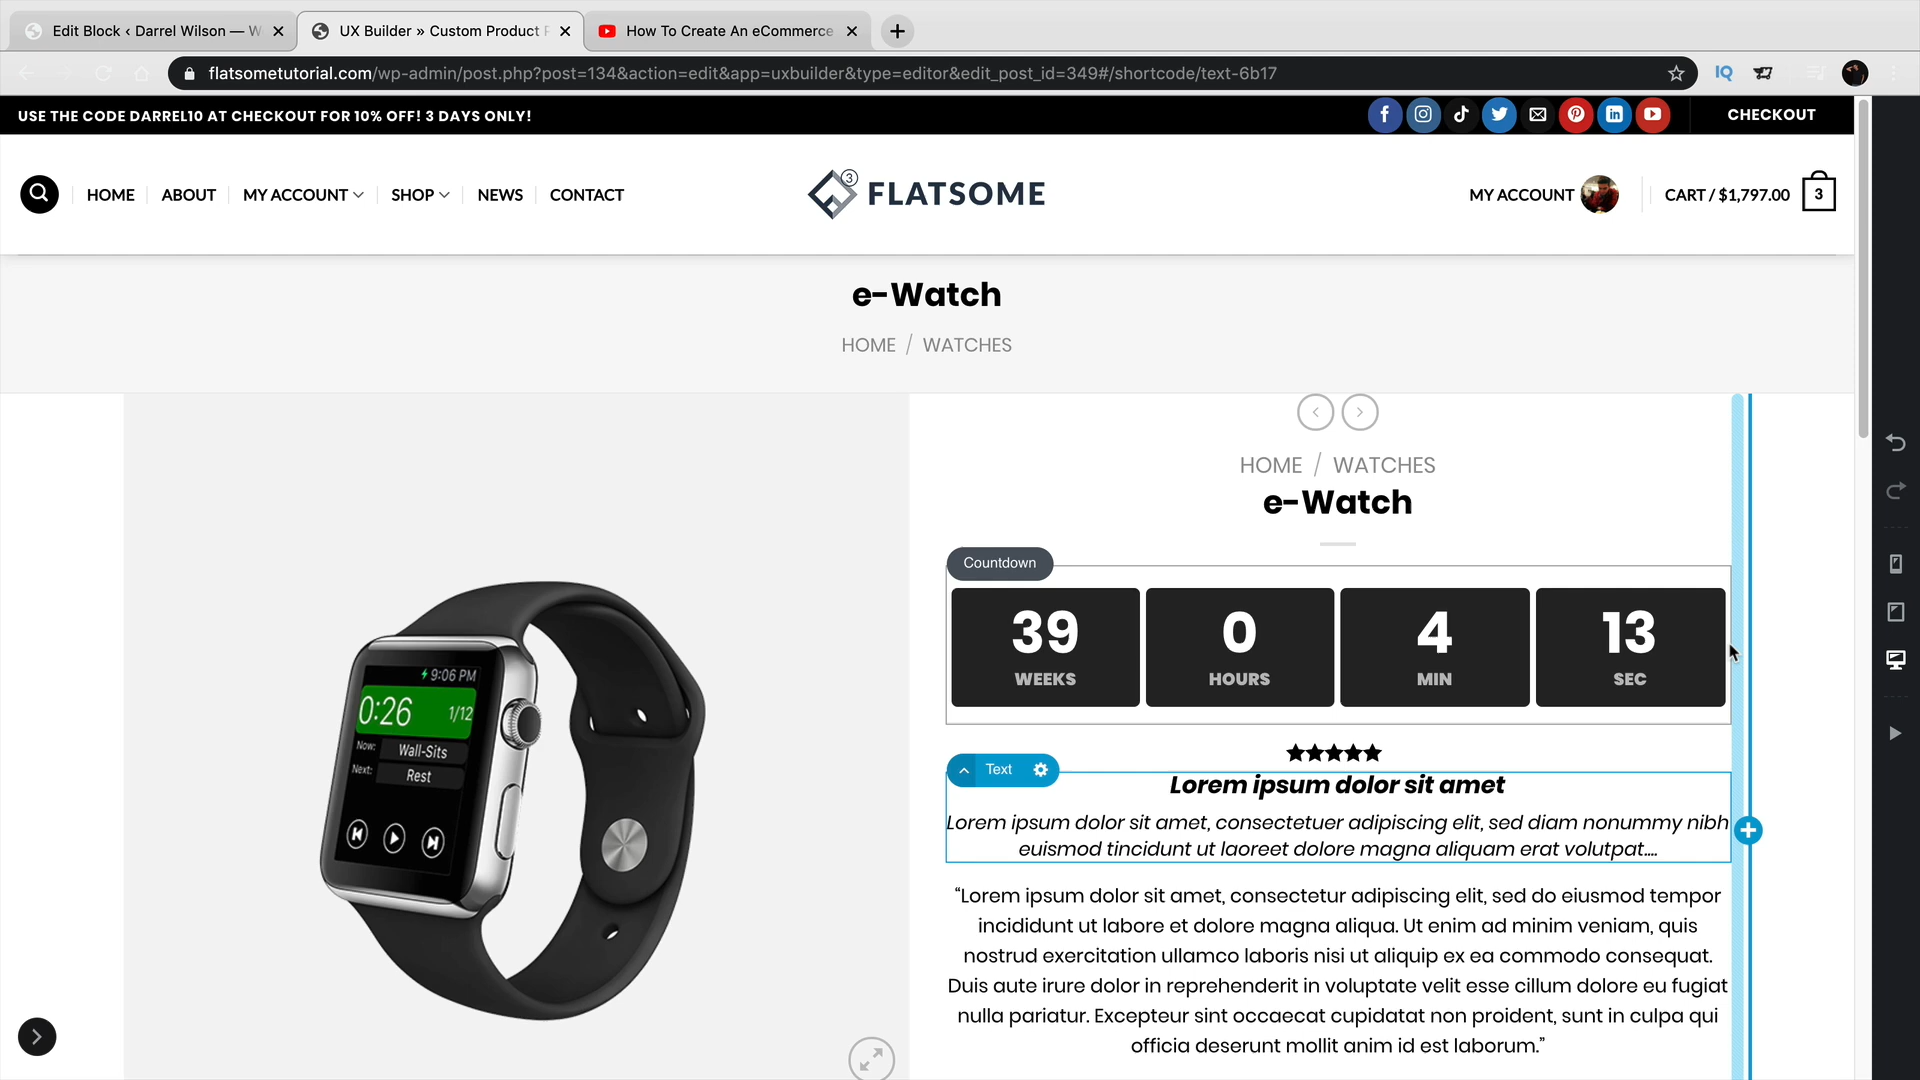 Edit Block ‹ Darrel Wilson — W
UX Builder » Custom Product P
How To Create An eCommerce
flatsometutorial.com/wp-admin/post.php?post=134&action=edit&app=uxbuilder&type=editor&edit_post_id=349#/shortcode/text-6b17
IQ
USE THE CODE DARREL10 AT CHECKOUT FOR 10% OFF! 3 DAYS ONLY!
CHECKOUT
HOME
ABOUT
MY ACCOUNT
SHOP
NEWS
CONTACT
3
FLATSOME
MY ACCOUNT
CART / $1,797.00
3
e-Watch
HOME / WATCHES
HOME / WATCHES
e-Watch
Countdown
39
WEEKS
0
HOURS
4
MIN
13
SEC
★★★★★
Text
Lorem ipsum dolor sit amet
Lorem ipsum dolor sit amet, consectetuer adipiscing elit, sed diam nonummy nibh
euismod tincidunt ut laoreet dolore magna aliquam erat volutpat....
“Lorem ipsum dolor sit amet, consectetur adipiscing elit, sed do eiusmod tempor
incididunt ut labore et dolore magna aliqua. Ut enim ad minim veniam, quis
nostrud exercitation ullamco laboris nisi ut aliquip ex ea commodo consequat.
Duis aute irure dolor in reprehenderit in voluptate velit esse cillum dolore eu fugiat
nulla pariatur. Excepteur sint occaecat cupidatat non proident, sunt in culpa qui
officia deserunt mollit anim id est laborum.”
9:06 PM
0:26
1/12
Now:
Wall-Sits
Next:
Rest